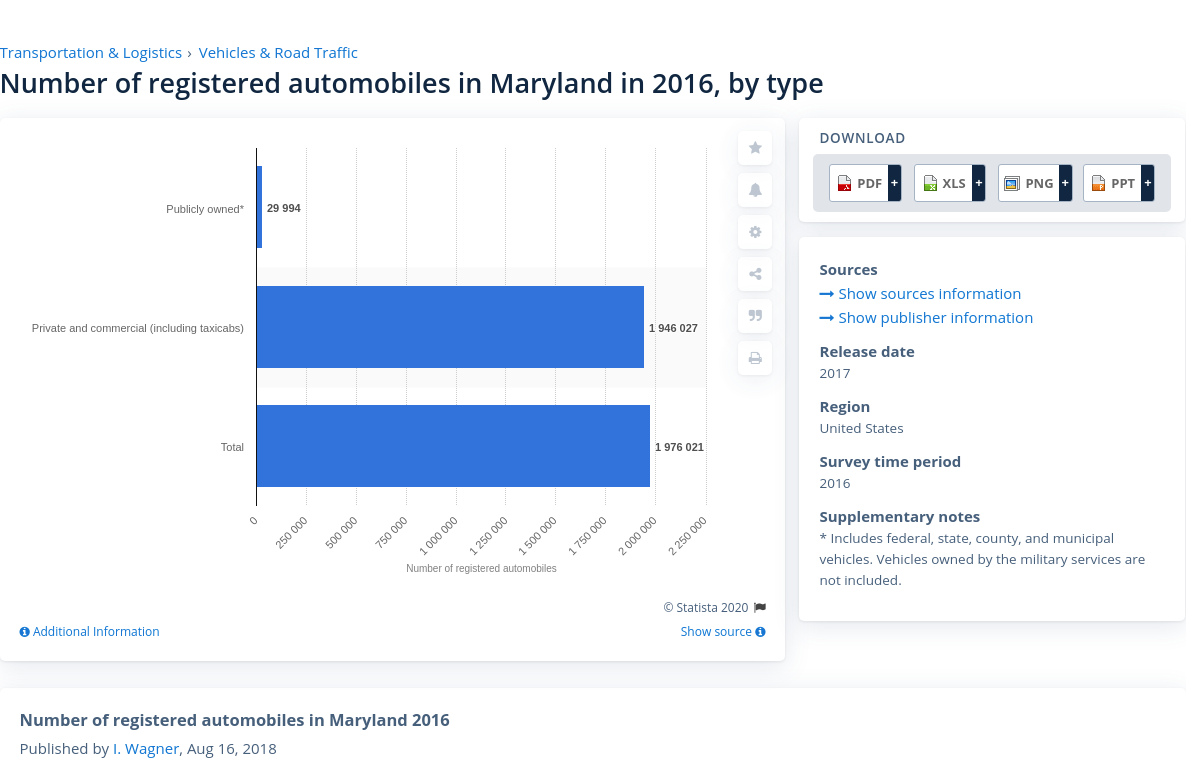 Transportation & Logistics › Vehicles & Road Traffic
Number of registered automobiles in Maryland in 2016, by type
Publicly owned*
29 994
Private and commercial (including taxicabs)
1 946 027
Total
1 976 021
0
250 000
500 000
750 000
1 000 000
1 250 000
1 500 000
1 750 000
2 000 000
2 250 000
Number of registered automobiles
© Statista 2020
Additional Information
Show source
DOWNLOAD
PDF +
XLS +
PNG +
PPT +
Sources
Show sources information
Show publisher information
Release date
2017
Region
United States
Survey time period
2016
Supplementary notes
* Includes federal, state, county, and municipal
vehicles. Vehicles owned by the military services are
not included.
Number of registered automobiles in Maryland 2016
Published by I. Wagner, Aug 16, 2018